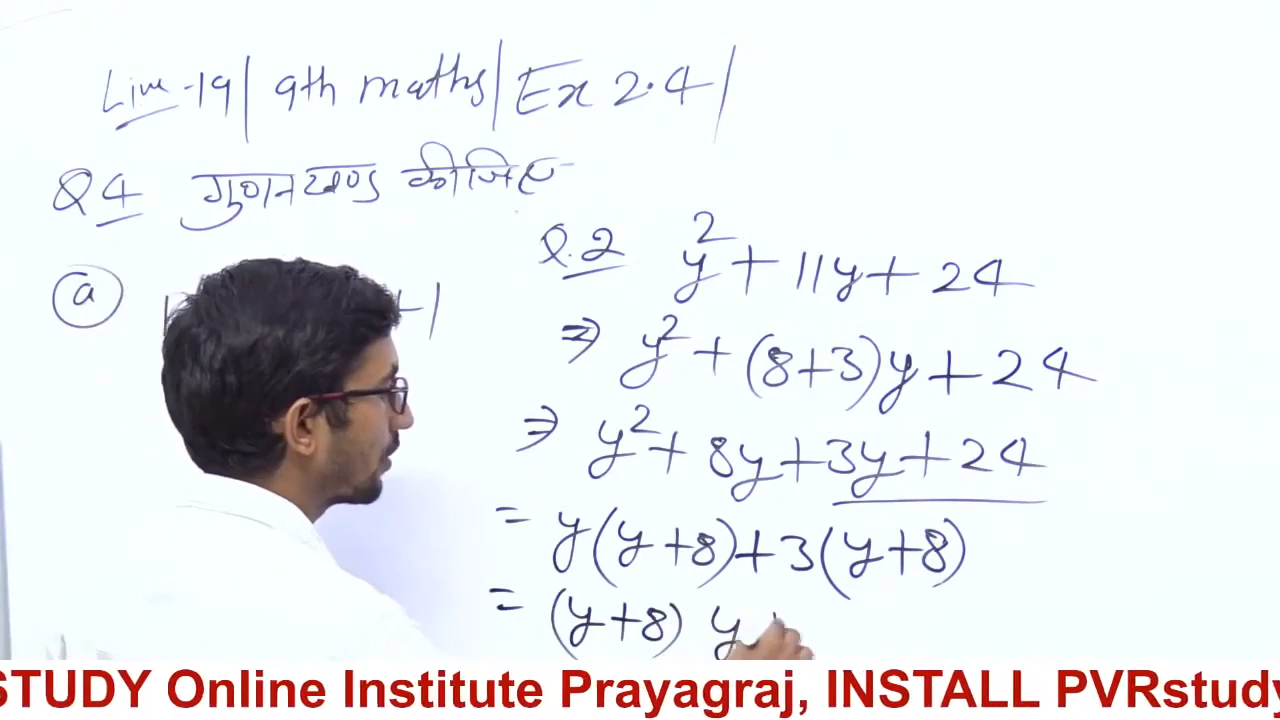 Live-19 | 9th maths | Ex 2.4 |
Q4 गुणनखण्ड कीजिए
(a) +1
Q.2 y² + 11y + 24
⇒ y² + (8+3)y + 24
⇒ y² + 8y + 3y + 24
= y(y+8)+3(y+8)
= (y+8) y
STUDY Online Institute Prayagraj, INSTALL PVRstudy